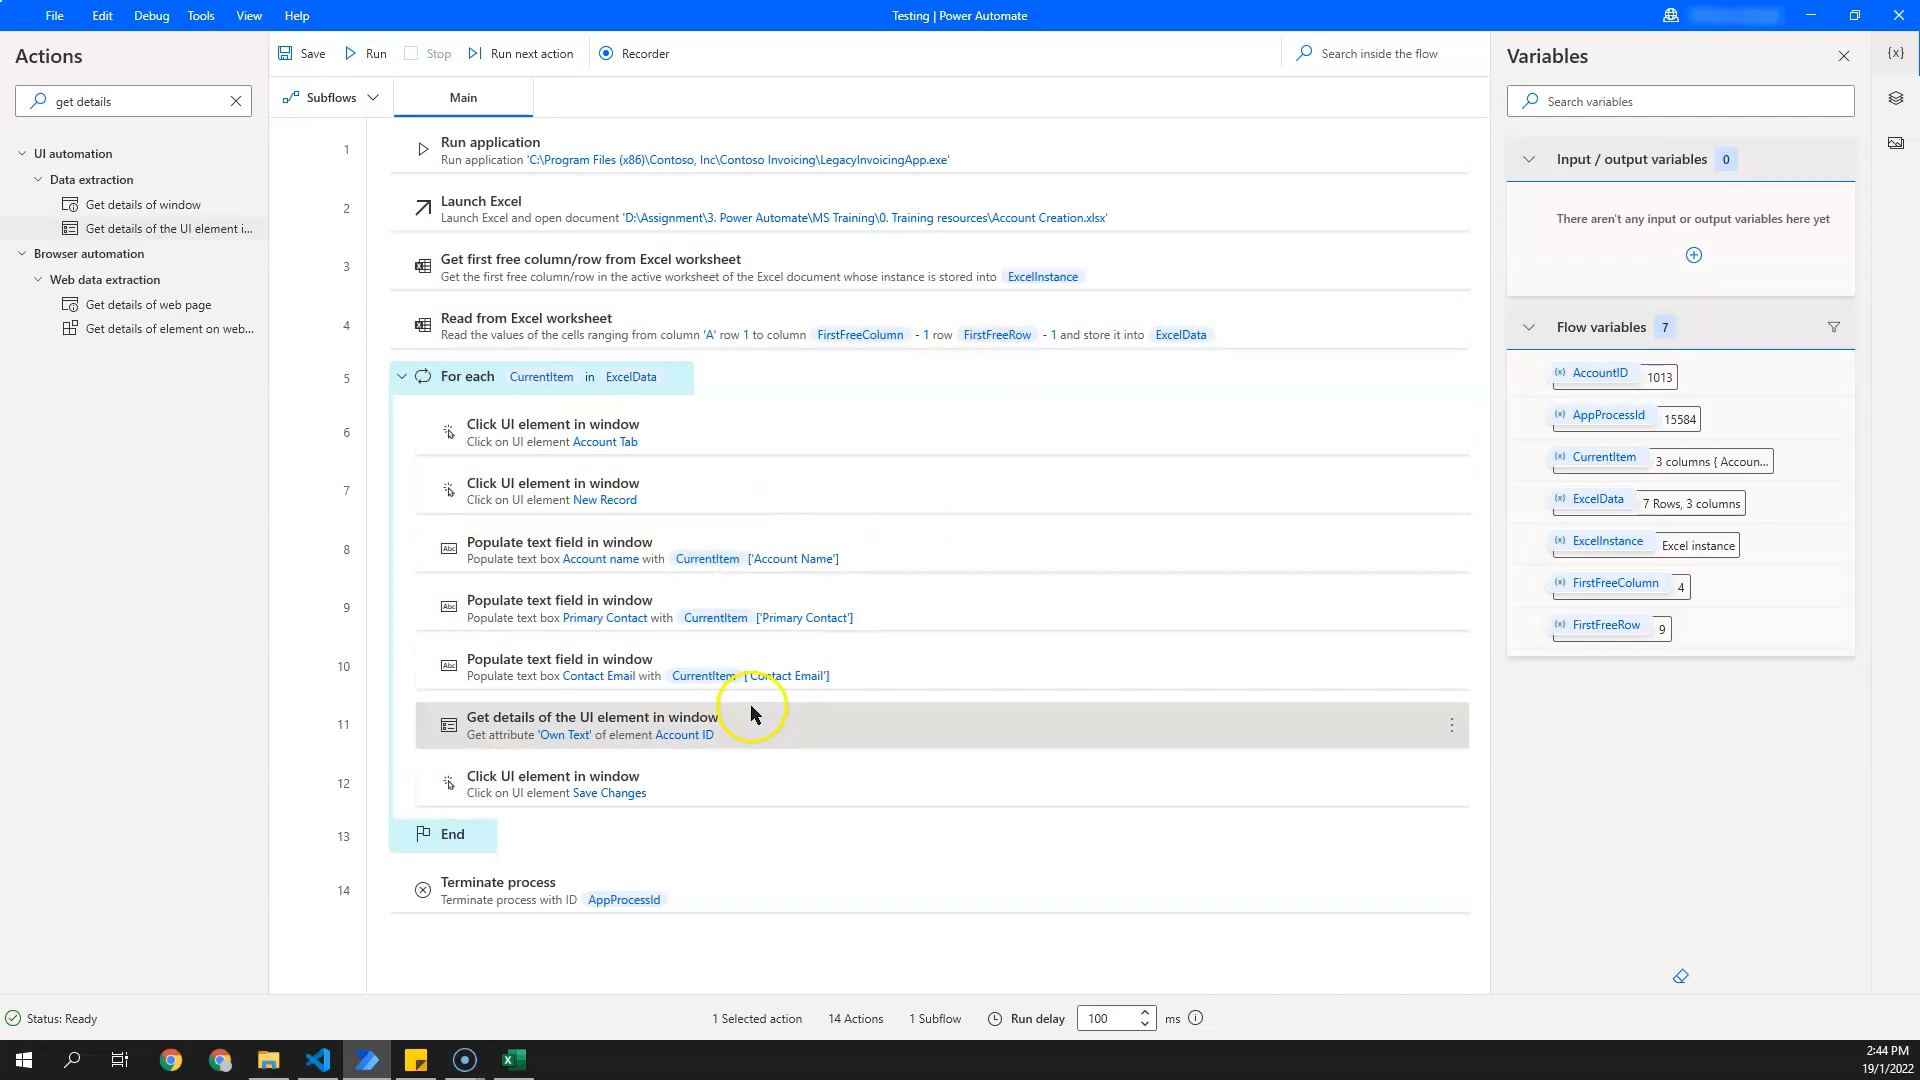 File Edit Debug Tools View Help
Testing | Power Automate
Actions
get details
UI automation
Data extraction
Get details of window
Get details of the UI element i...
Browser automation
Web data extraction
Get details of web page
Get details of element on web...
Save Run Stop Run next action Recorder
Search inside the flow
Subflows Main
1 Run application
Run application 'C:\Program Files (x86)\Contoso, Inc\Contoso Invoicing\LegacyInvoicingApp.exe'
2 Launch Excel
Launch Excel and open document 'D:\Assignment\3. Power Automate\MS Training\0. Training resources\Account Creation.xlsx'
3 Get first free column/row from Excel worksheet
Get the first free column/row in the active worksheet of the Excel document whose instance is stored into ExcelInstance
4 Read from Excel worksheet
Read the values of the cells ranging from column 'A' row 1 to column FirstFreeColumn - 1 row FirstFreeRow - 1 and store it into ExcelData
5 For each CurrentItem in ExcelData
6 Click UI element in window
Click on UI element Account Tab
7 Click UI element in window
Click on UI element New Record
8 Abc Populate text field in window
Populate text box Account name with CurrentItem ['Account Name']
9 Abc Populate text field in window
Populate text box Primary Contact with CurrentItem ['Primary Contact']
10 Abc Populate text field in window
Populate text box Contact Email with CurrentItem ['Contact Email']
11 Get details of the UI element in window
Get attribute 'Own Text' of element Account ID
12 Click UI element in window
Click on UI element Save Changes
13 End
14 Terminate process
Terminate process with ID AppProcessId
Variables
{x}
Search variables
Input / output variables 0
There aren't any input or output variables here yet
Flow variables 7
(x) AccountID 1013
(x) AppProcessId 15584
(x) CurrentItem 3 columns { Accoun...
(x) ExcelData 7 Rows, 3 columns
(x) ExcelInstance Excel instance
(x) FirstFreeColumn 4
(x) FirstFreeRow 9
Status: Ready
1 Selected action 14 Actions 1 Subflow Run delay 100 ms
2:44 PM
19/1/2022